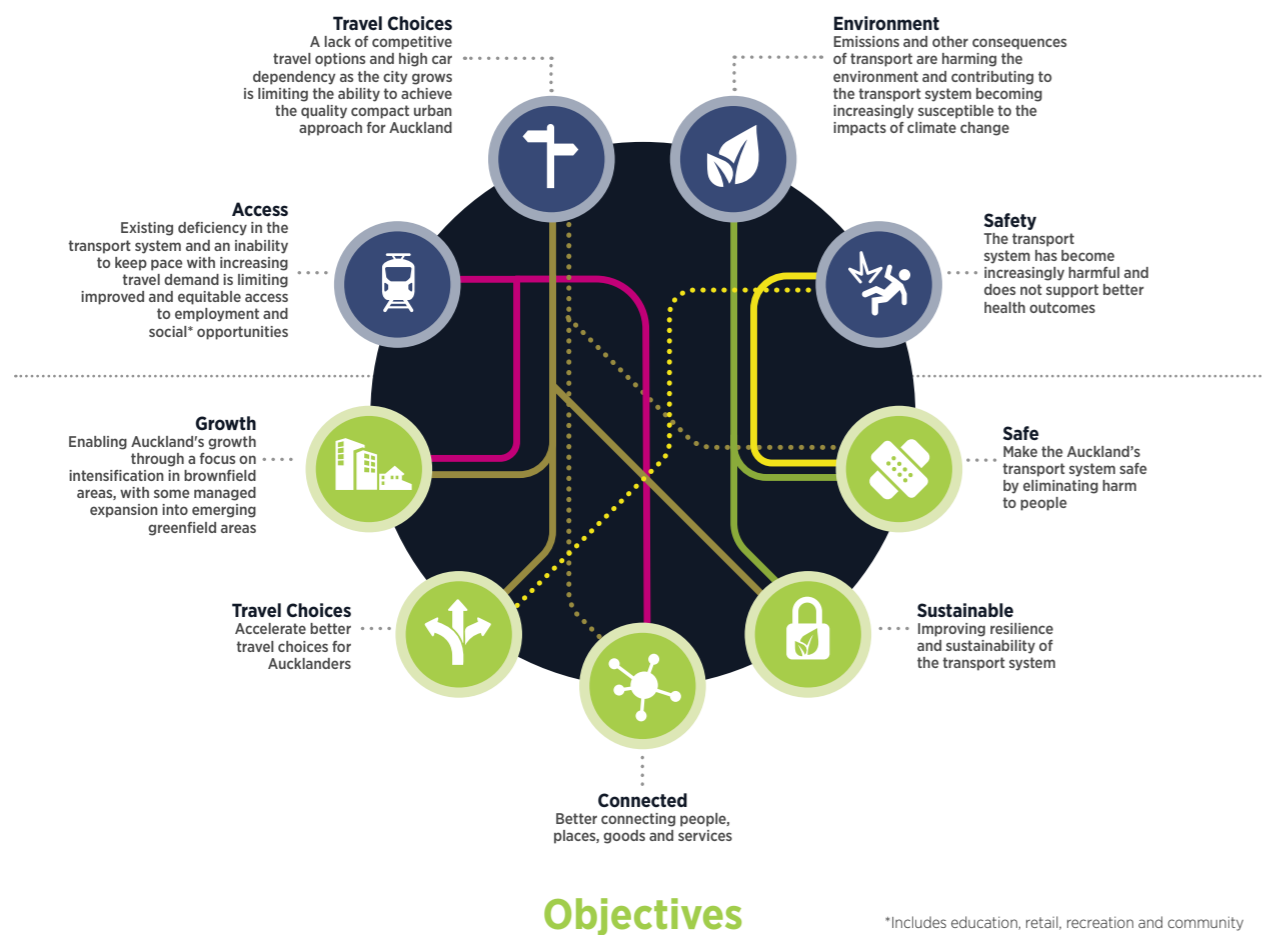 Travel Choices
A lack of competitive
travel options and high car
dependency as the city grows
is limiting the ability to achieve
the quality compact urban
approach for Auckland
Environment
Emissions and other consequences
of transport are harming the
environment and contributing to
the transport system becoming
increasingly susceptible to the
impacts of climate change
Access
Existing deficiency in the
transport system and an inability
to keep pace with increasing
travel demand is limiting
improved and equitable access
to employment and
social* opportunities
Safety
The transport
system has become
increasingly harmful and
does not support better
health outcomes
Growth
Enabling Auckland's growth
through a focus on
intensification in brownfield
areas, with some managed
expansion into emerging
greenfield areas
Safe
Make the Auckland's
transport system safe
by eliminating harm
to people
Travel Choices
Accelerate better
travel choices for
Aucklanders
Sustainable
Improving resilience
and sustainability of
the transport system
Connected
Better connecting people,
places, goods and services
Objectives
*Includes education, retail, recreation and community